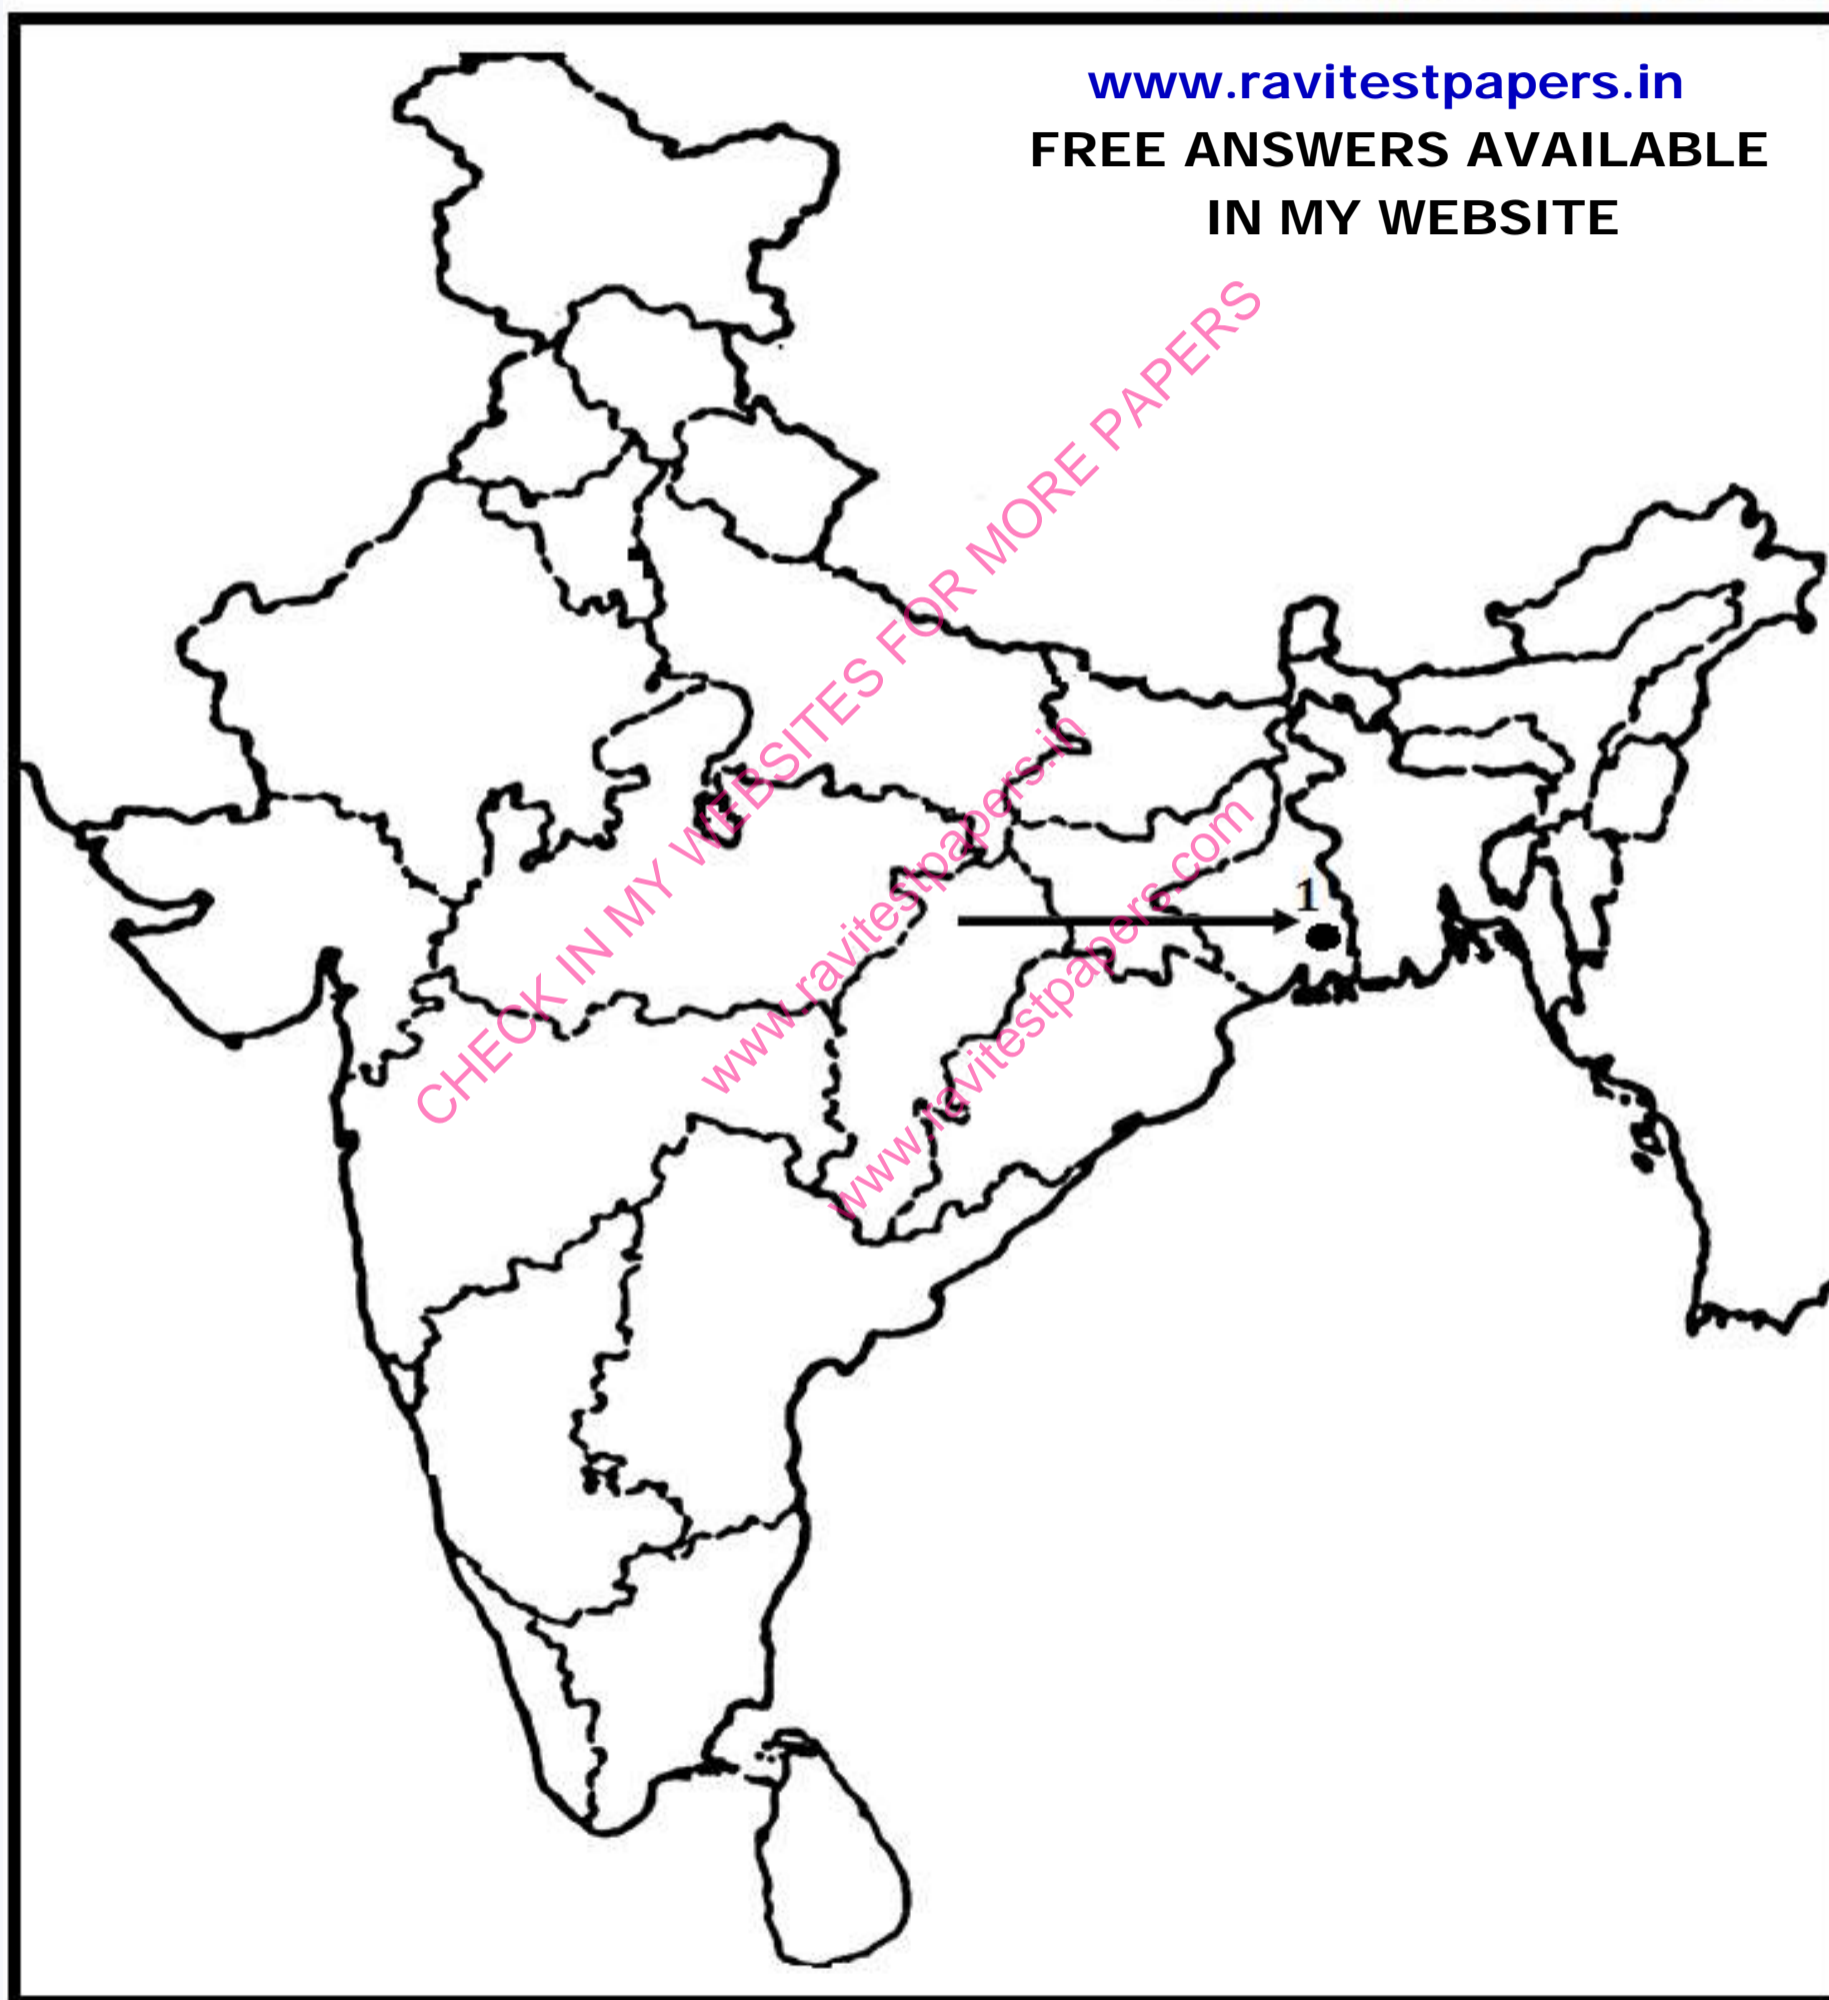 www.ravitestpapers.in
FREE ANSWERS AVAILABLE
IN MY WEBSITE
CHECK IN MY WEBSITES FOR MORE PAPERS
www.ravitestpapers.in
www.ravitestpapers.com
1